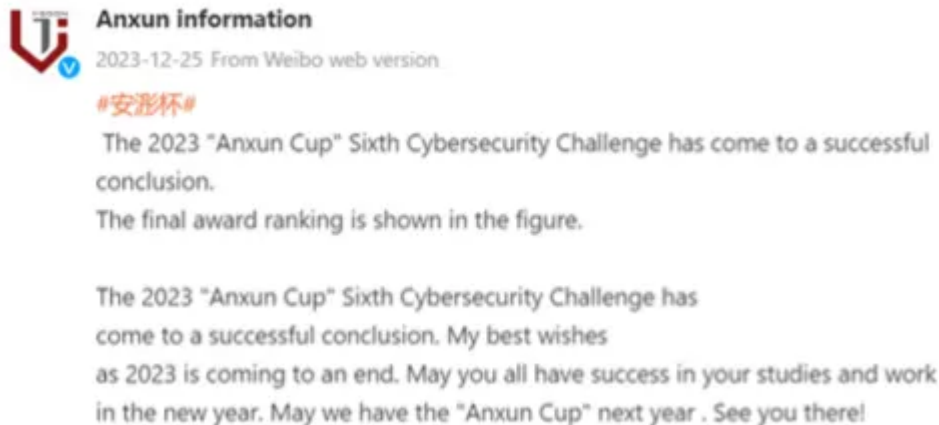 Anxun information
2023-12-25 From Weibo web version
The 2023 "Anxun Cup" Sixth Cybersecurity Challenge has come to a successful
conclusion.
The final award ranking is shown in the figure.
The 2023 "Anxun Cup" Sixth Cybersecurity Challenge has
come to a successful conclusion. My best wishes
as 2023 is coming to an end. May you all have success in your studies and work
in the new year. May we have the "Anxun Cup" next year . See you there!